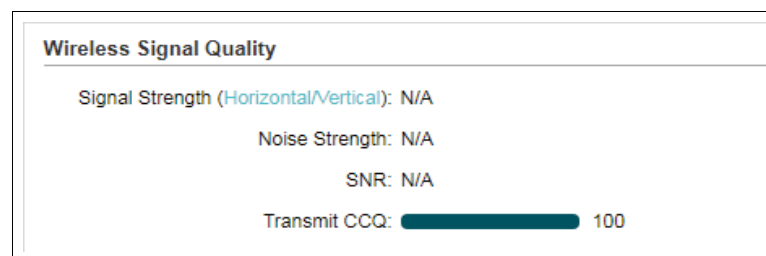 Wireless Signal Quality
Signal Strength (Horizontal/Vertical): N/A
Noise Strength: N/A
SNR: N/A
Transmit CCQ: 100